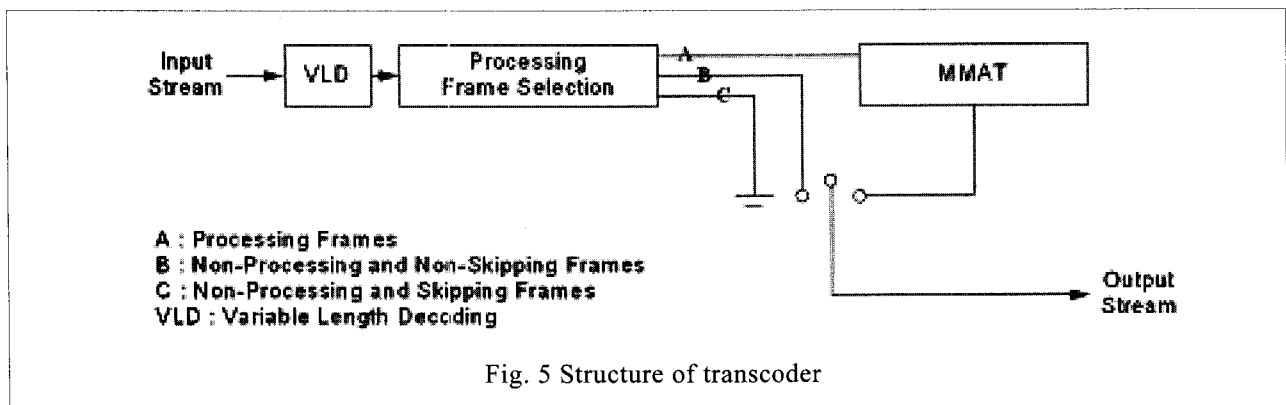 Input
Stream
VLD
Processing
Frame Selection
A
B
C
MMAT
A : Processing Frames
B : Non-Processing and Non-Skipping Frames
C : Non-Processing and Skipping Frames
VLD : Variable Length Decoding
Output
Stream
Fig. 5 Structure of transcoder